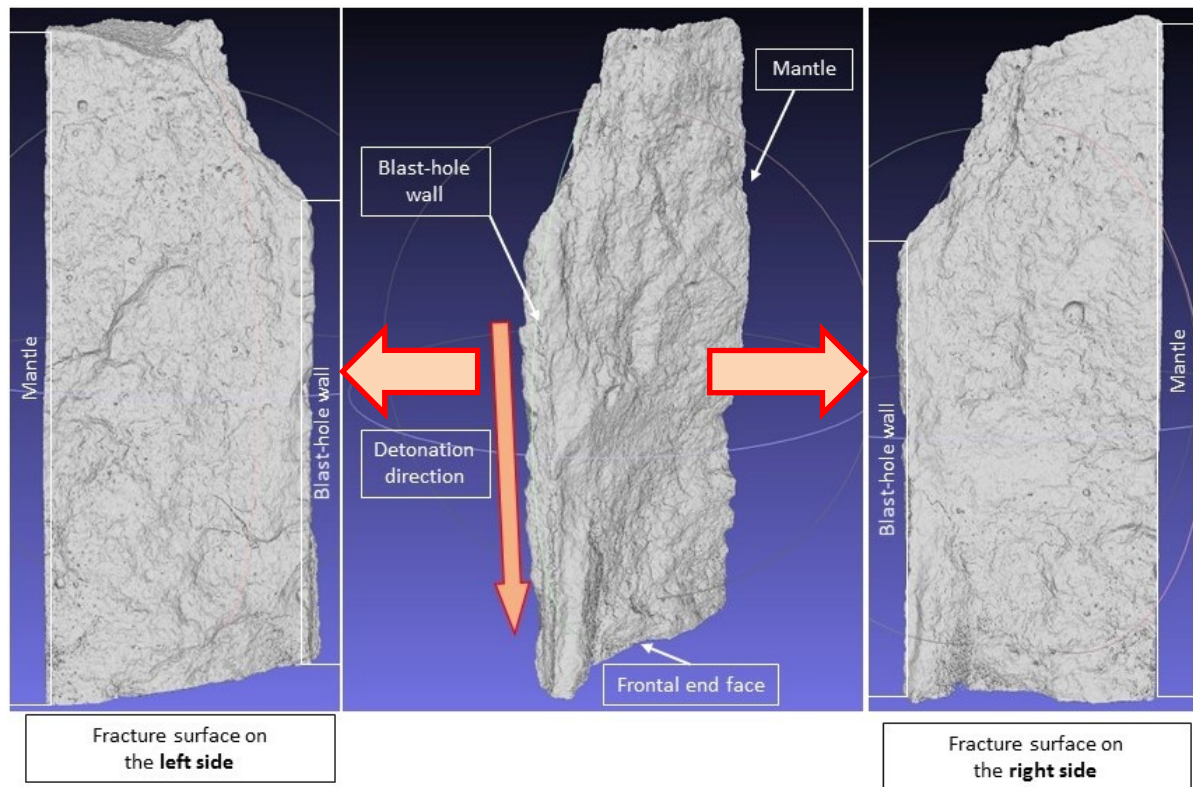 Mantle
Blast-hole wall
Fracture surface on
the left side
Blast-hole
wall
Mantle
Detonation
direction
Frontal end face
Blast-hole wall
Mantle
Fracture surface on
the right side